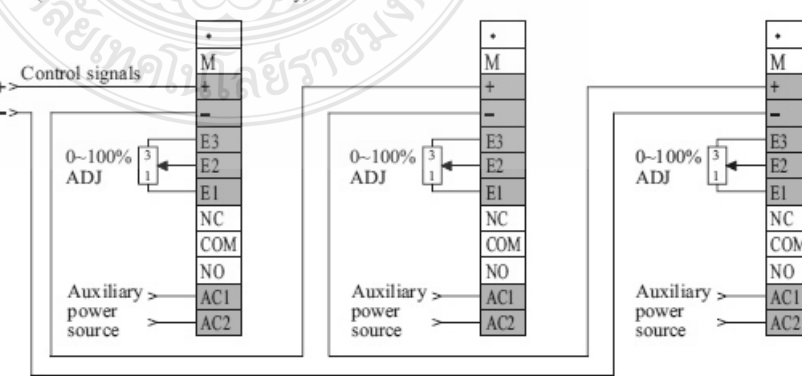 •
M
+
−
E3
E2
E1
NC
COM
NO
AC1
AC2
+
Control signals
−
0~100%
ADJ
3
1
Auxiliary
power
source
•
M
+
−
E3
E2
E1
NC
COM
NO
AC1
AC2
0~100%
ADJ
3
1
Auxiliary
power
source
•
M
+
−
E3
E2
E1
NC
COM
NO
AC1
AC2
0~100%
ADJ
3
1
Auxiliary
power
source